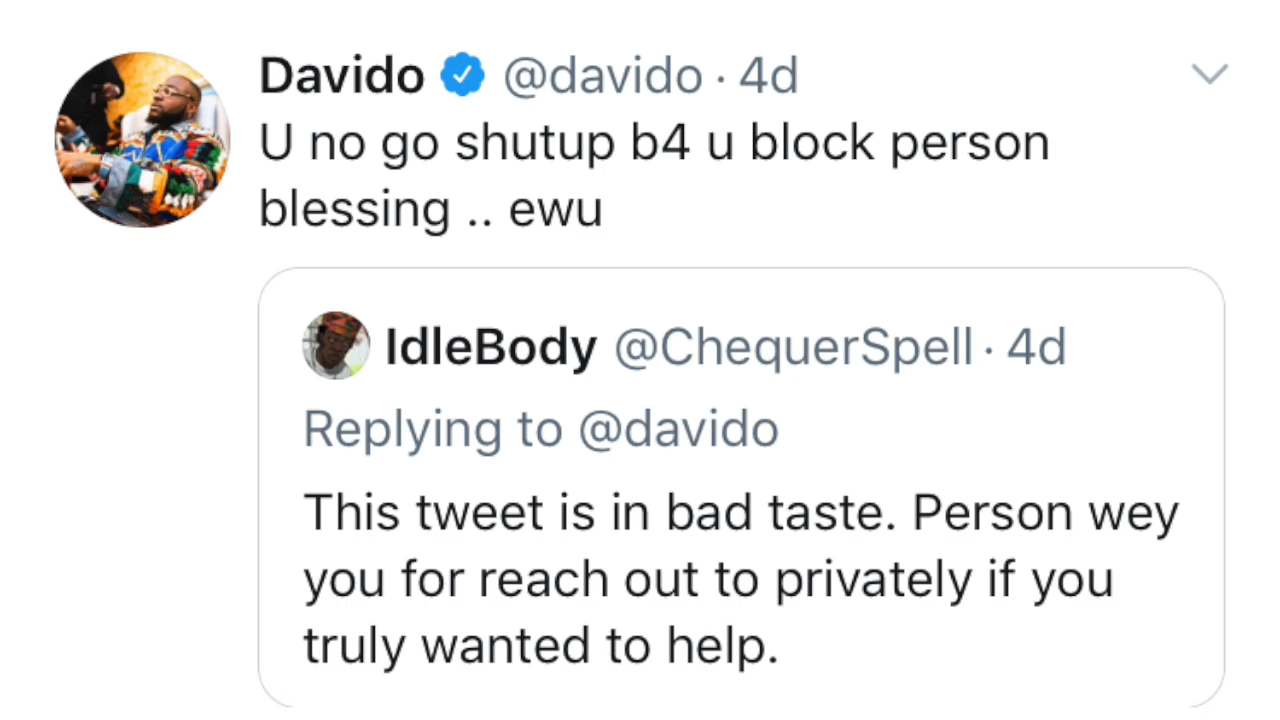 Davido @davido · 4d
U no go shutup b4 u block person
blessing .. ewu
IdleBody @ChequerSpell · 4d
Replying to @davido
This tweet is in bad taste. Person wey
you for reach out to privately if you
truly wanted to help.